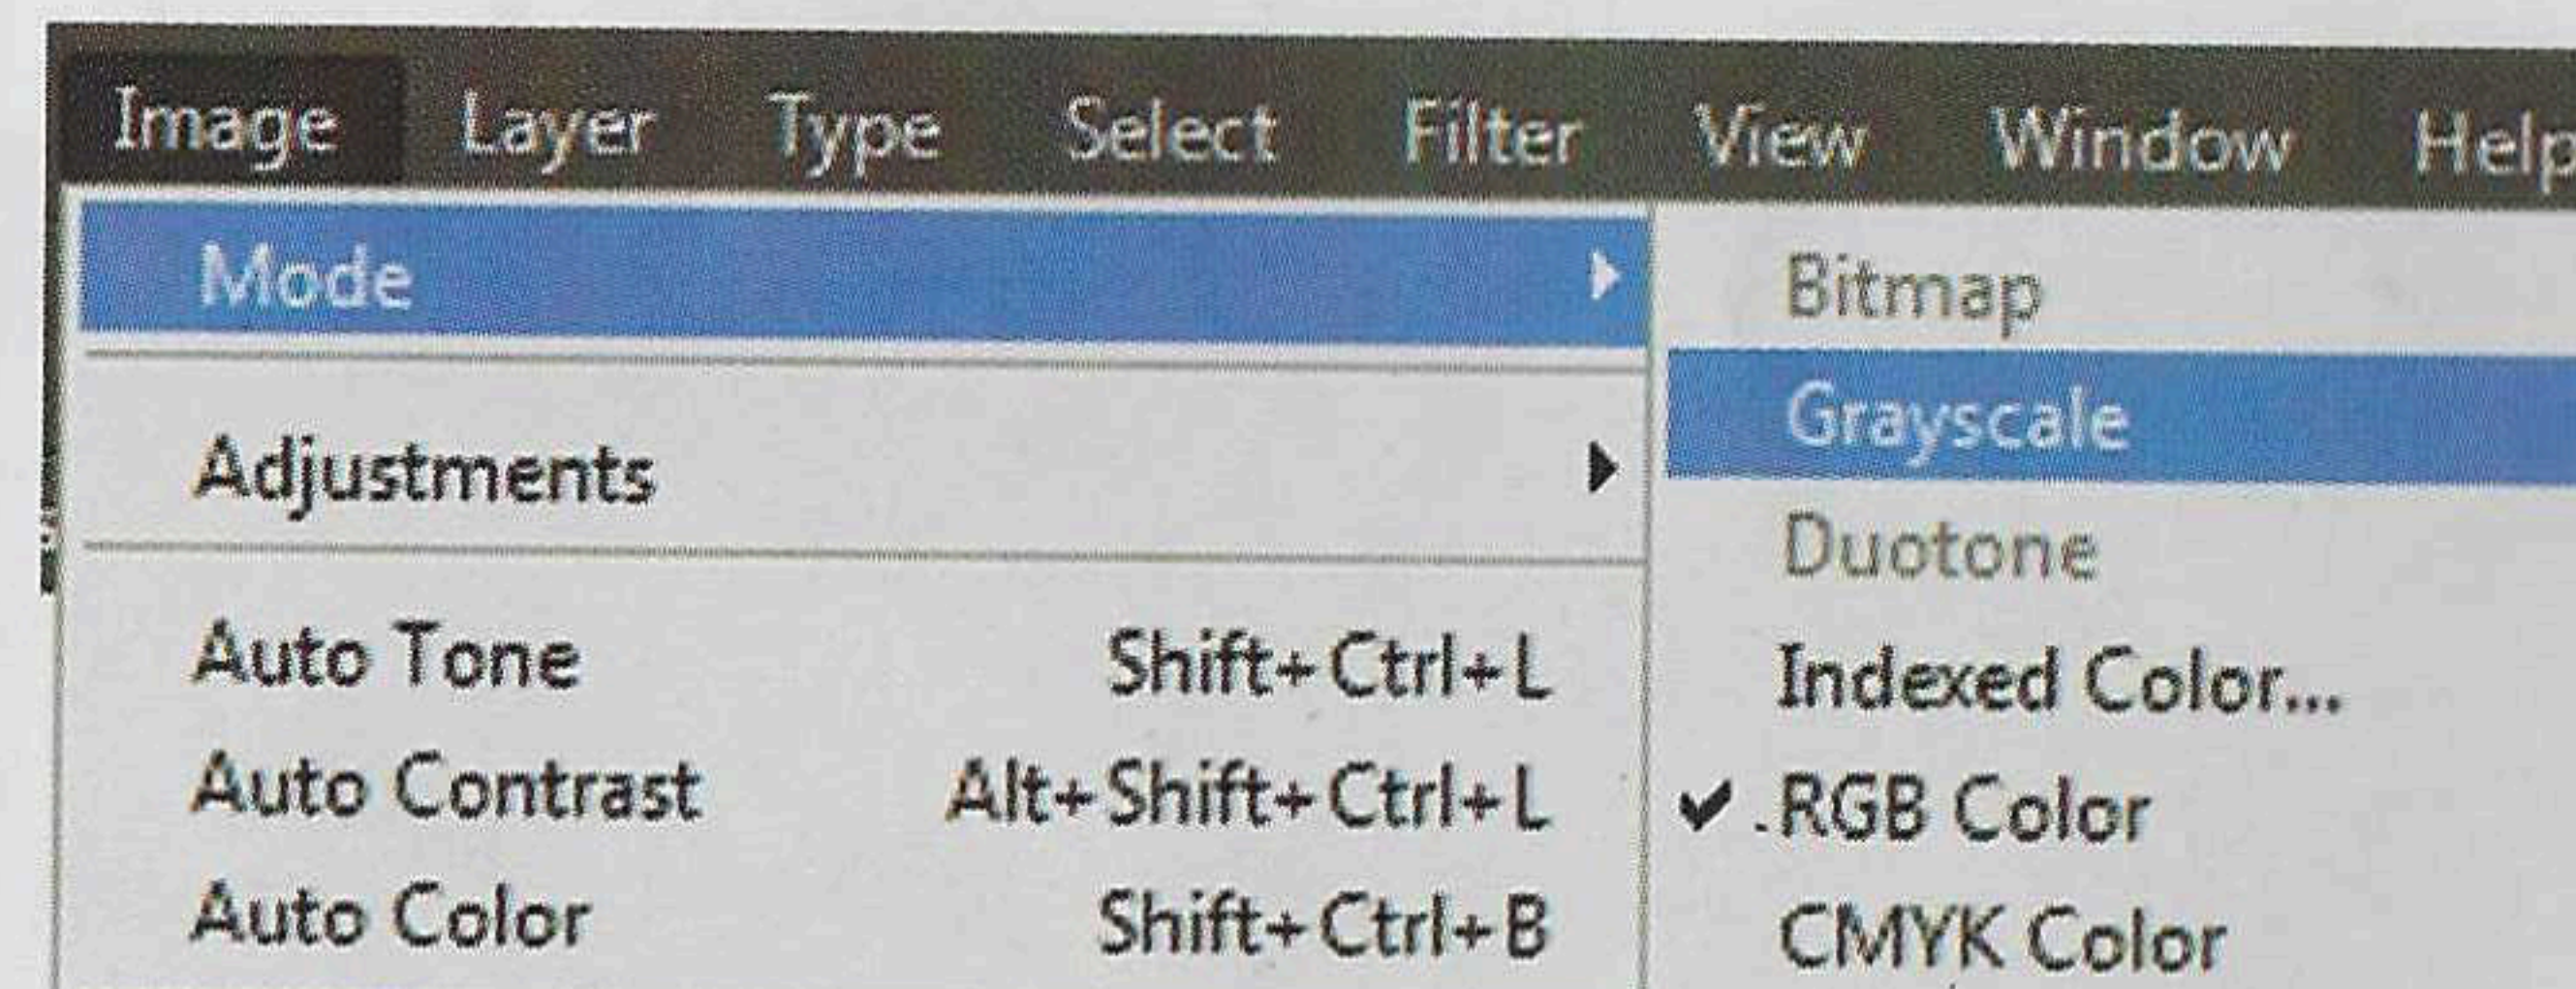 Image Layer Type Select Filter View Window Help
Mode
Adjustments
Auto Tone Shift+Ctrl+L
Auto Contrast Alt+Shift+Ctrl+L
Auto Color Shift+Ctrl+B
Bitmap
Grayscale
Duotone
Indexed Color...
RGB Color
CMYK Color